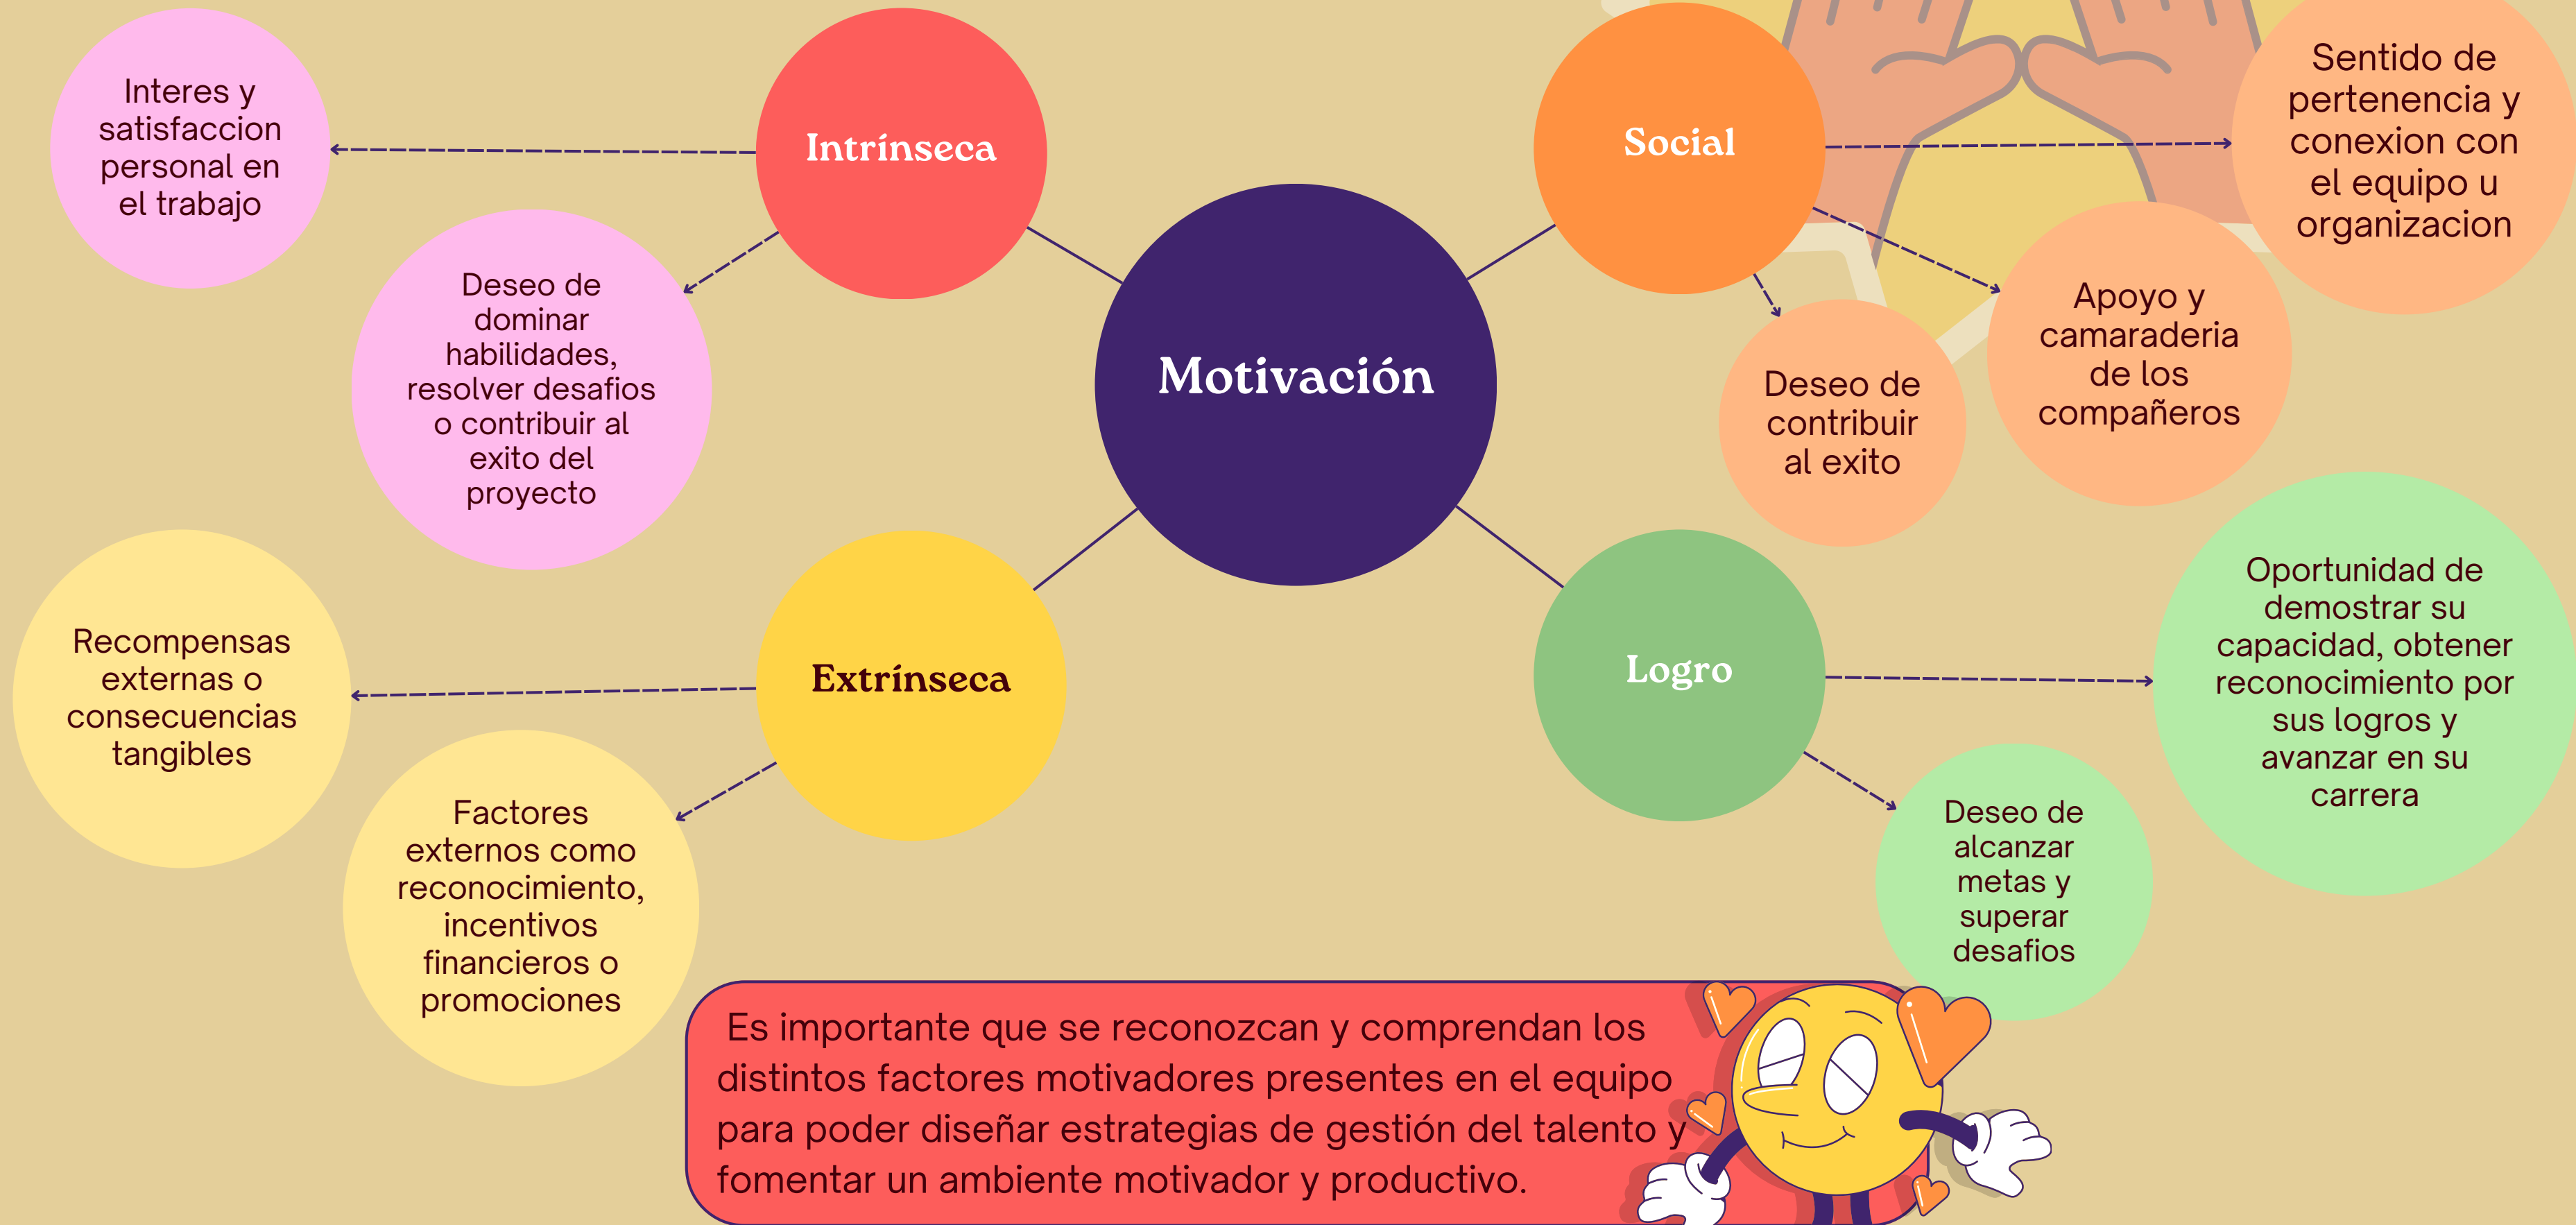 Motivación
Intrínseca
Interes y
satisfaccion
personal en
el trabajo
Deseo de
dominar
habilidades,
resolver desafios
o contribuir al
exito del
proyecto
Social
Sentido de
pertenencia y
conexion con
el equipo u
organizacion
Apoyo y
camaraderia
de los
compañeros
Deseo de
contribuir
al exito
Extrínseca
Recompensas
externas o
consecuencias
tangibles
Factores
externos como
reconocimiento,
incentivos
financieros o
promociones
Logro
Oportunidad de
demostrar su
capacidad, obtener
reconocimiento por
sus logros y
avanzar en su
carrera
Deseo de
alcanzar
metas y
superar
desafios
Es importante que se reconozcan y comprendan los
distintos factores motivadores presentes en el equipo
para poder diseñar estrategias de gestión del talento y
fomentar un ambiente motivador y productivo.